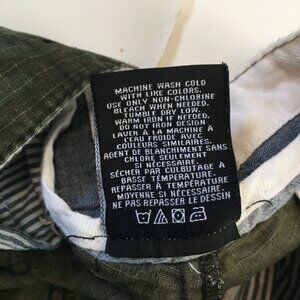 MACHINE WASH COLD
WITH LIKE COLORS.
USE ONLY NON-CHLORINE
BLEACH WHEN NEEDED.
TUMBLE DRY LOW.
WARM IRON IF NEEDED.
DO NOT IRON DESIGN
LAVER À LA MACHINE À
L'EAU FROIDE AVEC
COULEURS SIMILAIRES.
AGENT DE BLANCHIMENT SANS
CHLORE SEULEMENT
SI NÉCESSAIRE.
SÉCHER PAR CULBUTAGE À
BASSE TEMPÉRATURE.
REPASSER À TEMPÉRATURE
MOYENNE SI NÉCESSAIRE.
NE PAS REPASSER LE DESSIN